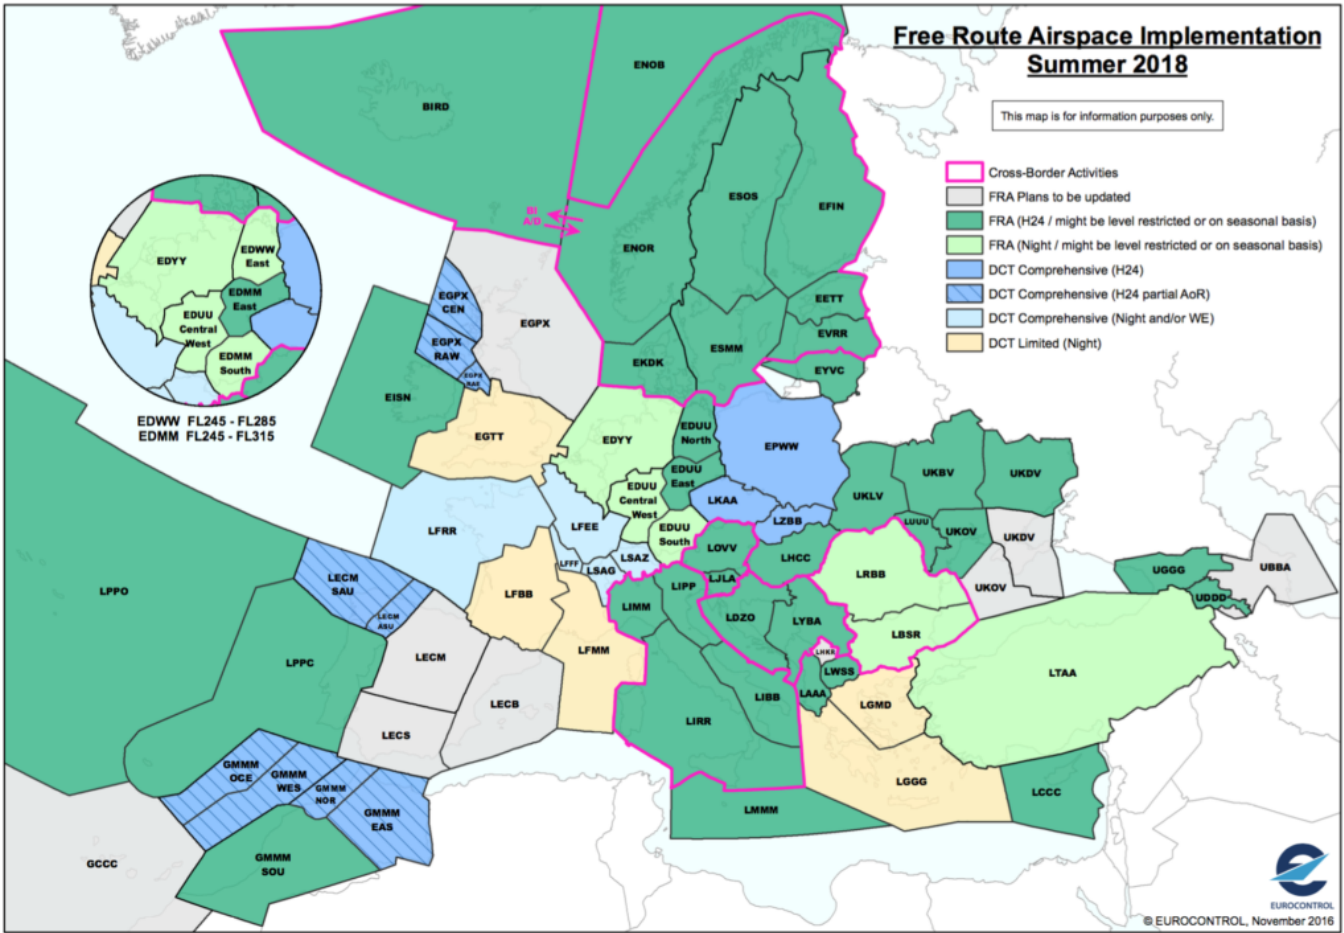 Free Route Airspace Implementation
Summer 2018
This map is for information purposes only.
Cross-Border Activities
FRA Plans to be updated
FRA (H24 / might be level restricted or on seasonal basis)
FRA (Night / might be level restricted or on seasonal basis)
DCT Comprehensive (H24)
DCT Comprehensive (H24 partial AoR)
DCT Comprehensive (Night and/or WE)
DCT Limited (Night)
BIRD
ENOB
BI
A/D
ENOR
ESOS
EFIN
EETT
EVRR
EYVC
ESMM
EKDK
EDYY
EDWW
East
EDMM
East
EDUU
Central
West
EDMM
South
EDWW FL245 - FL285
EDMM FL245 - FL315
EGPX
CEN
EGPX
RAW
EGPX
EISN
EGTT
EDYY
EDUU
North
EDUU
East
EDUU
Central
West
EDUU
South
EPWW
LKAA
LZBB
UKLV
UKBV
UKDV
LUUU
UKOV
UKDV
UKOV
LFRR
LFEE
LFFF
LSAG
LSAZ
LOVV
LHCC
LJLA
LRBB
LBSR
UGGG
UDDD
UBBA
LPPO
LECM
SAU
LECM
ASU
LFBB
LFMM
LIMM
LIPP
LDZO
LYBA
LWSS
LAAA
LPPC
LECM
LECB
LECS
LIRR
LIBB
LGMD
LTAA
LGGG
LCCC
LMMM
GMMM
OCE
GMMM
WES
GMMM
NOR
GMMM
EAS
GMMM
SOU
GCCC
EUROCONTROL
© EUROCONTROL, November 2016